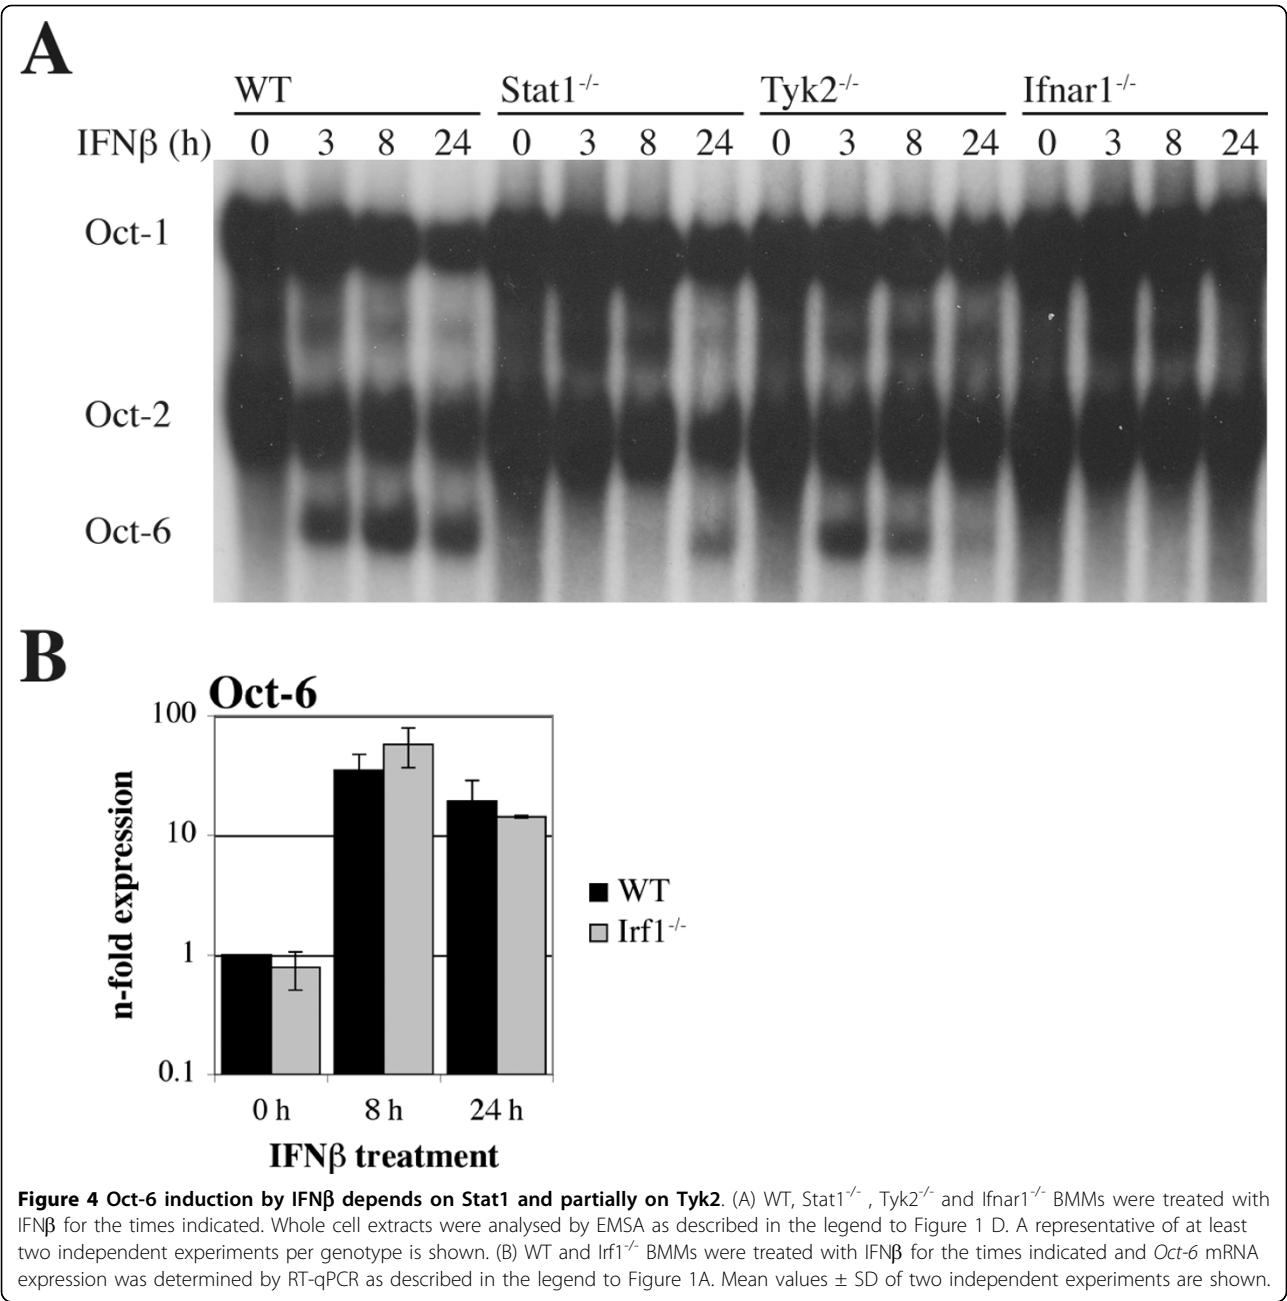 A
WT Stat1-/- Tyk2-/- Ifnar1-/-
IFNβ (h) 0 3 8 24 0 3 8 24 0 3 8 24 0 3 8 24
Oct-1
Oct-2
Oct-6
B
Oct-6
100
10
1
0.1
n-fold expression
0 h 8 h 24 h
IFNβ treatment
WT
Irf1-/-
Figure 4 Oct-6 induction by IFNβ depends on Stat1 and partially on Tyk2. (A) WT, Stat1-/- , Tyk2-/- and Ifnar1-/- BMMs were treated with
IFNβ for the times indicated. Whole cell extracts were analysed by EMSA as described in the legend to Figure 1 D. A representative of at least
two independent experiments per genotype is shown. (B) WT and Irf1-/- BMMs were treated with IFNβ for the times indicated and Oct-6 mRNA
expression was determined by RT-qPCR as described in the legend to Figure 1A. Mean values ± SD of two independent experiments are shown.